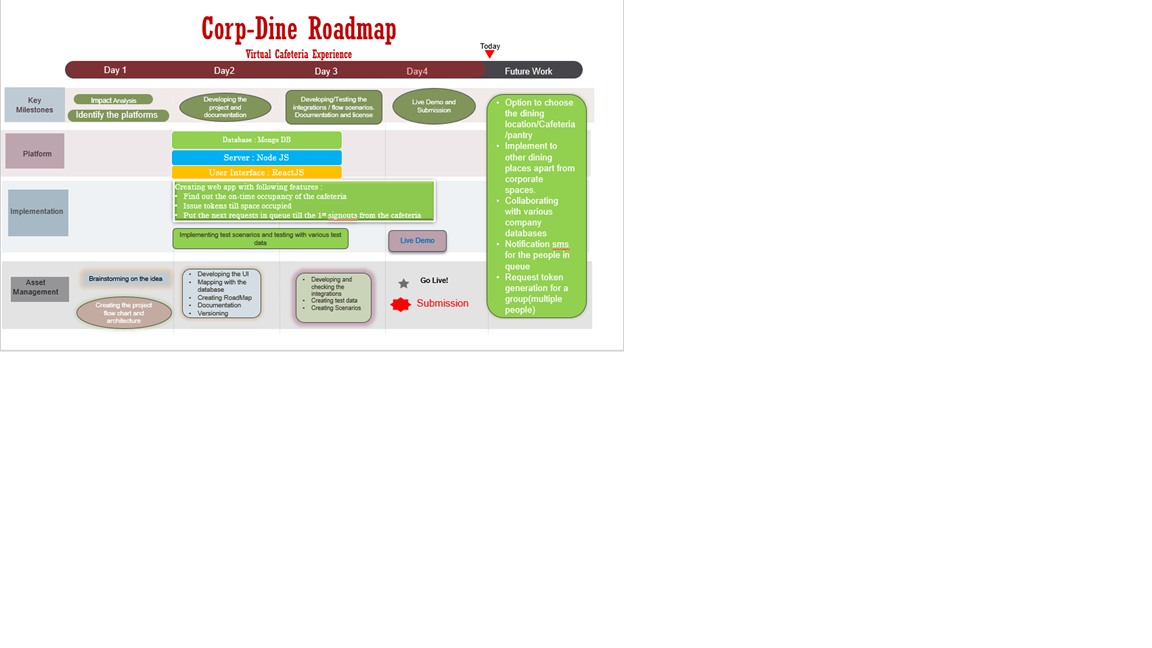 Corp-Dine Roadmap
Virtual Cafeteria Experience
Today
Day 1
Day2
Day 3
Day4
Future Work
Key
Milestones
Impact Analysis
Identify the platforms
Developing the
project and
documentation
Developing/Testing the
integrations / flow scenarios.
Documentation and license
Live Demo and
Submission
Platform
Database : Mongo DB
Server : Node JS
User Interface : ReactJS
Implementation
Creating web app with following features :
• Find out the on-time occupancy of the cafeteria
• Issue tokens till space occupied
• Put the next requests in queue till the 1st signouts from the cafeteria
Implementing test scenarios and testing with various test
data
Live Demo
Asset
Management
Brainstorming on the idea
Creating the project
flow chart and
architecture
• Developing the UI
• Mapping with the
database
• Creating RoadMap
• Documentation
• Versioning
• Developing and
checking the
integrations
• Creating test data
• Creating Scenarios
Go Live!
Submission
• Option to choose
the dining
location/Cafeteria
/pantry
• Implement to
other dining
places apart from
corporate
spaces.
• Collaborating
with various
company
databases
• Notification sms
for the people in
queue
• Request token
generation for a
group(multiple
people)